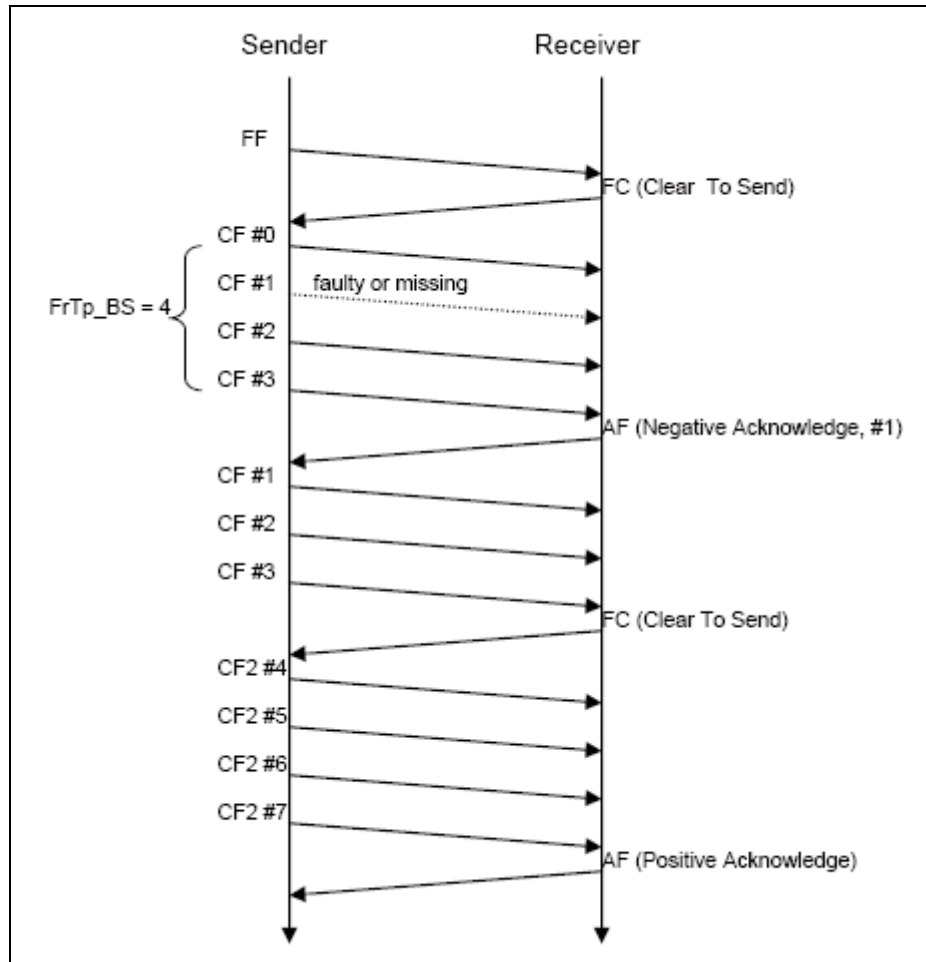 Sender Receiver
FF
FC (Clear To Send)
CF #0
CF #1 faulty or missing
FrTp_BS = 4
CF #2
CF #3
AF (Negative Acknowledge, #1)
CF #1
CF #2
CF #3
FC (Clear To Send)
CF2 #4
CF2 #5
CF2 #6
CF2 #7
AF (Positive Acknowledge)